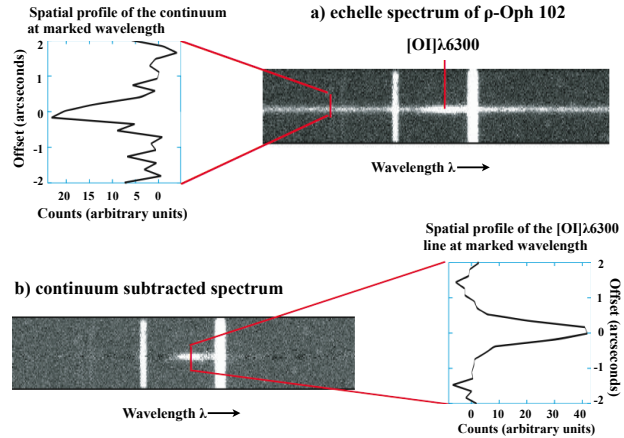 Spatial profile of the continuum
at marked wavelength
a) echelle spectrum of ρ-Oph 102
[OI]λ6300
2
1
0
-1
-2
Offset (arcseconds)
20 15 10 5 0
Counts (arbitrary units)
Wavelength λ
Spatial profile of the [OI]λ6300
line at marked wavelength
b) continuum subtracted spectrum
2
1
0
-1
-2
Offset (arcseconds)
0 10 20 30 40
Counts (arbitrary units)
Wavelength λ